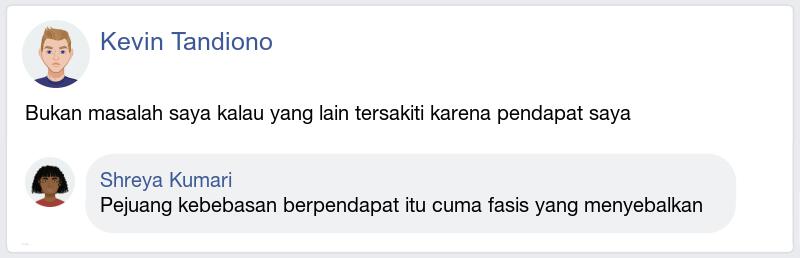 Kevin Tandiono
Bukan masalah saya kalau yang lain tersakiti karena pendapat saya
Shreya Kumari
Pejuang kebebasan berpendapat itu cuma fasis yang menyebalkan